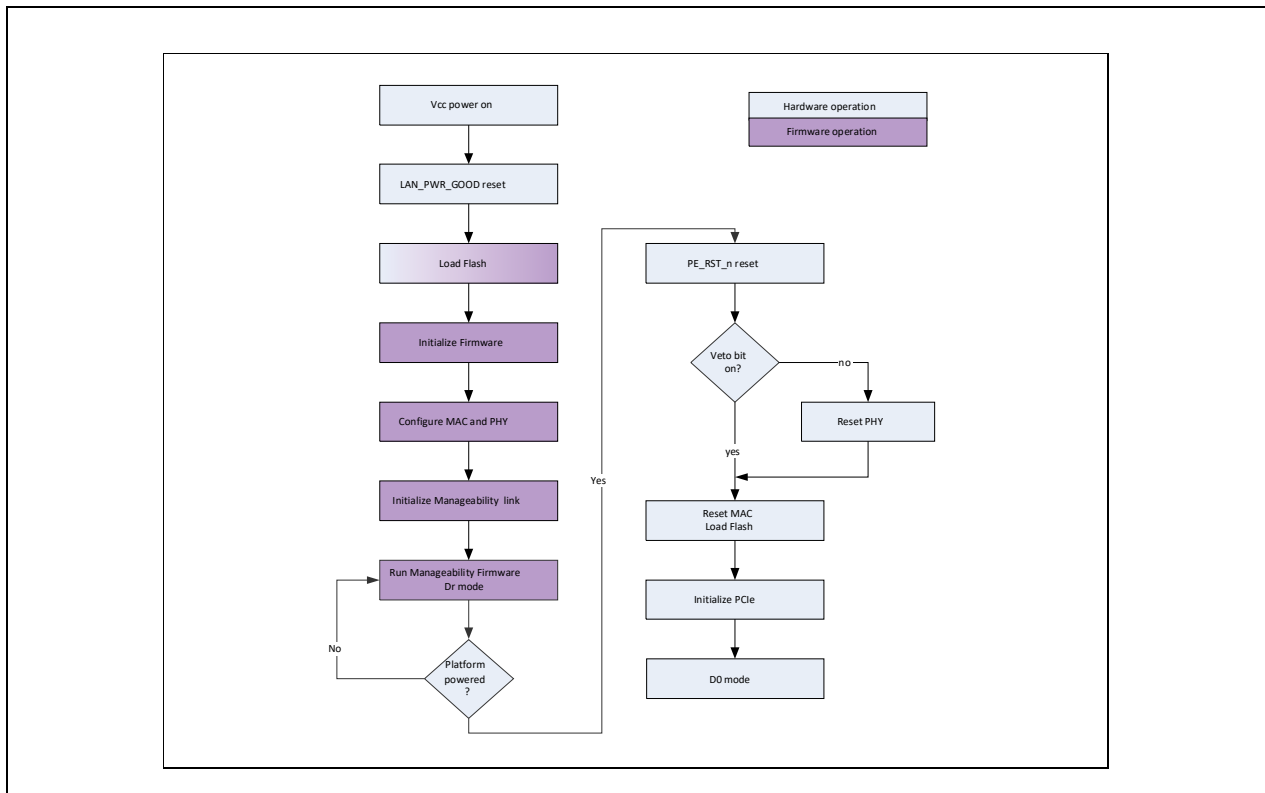 Vcc power on
LAN_PWR_GOOD reset
Load Flash
Initialize Firmware
Configure MAC and PHY
Initialize Manageability link
Run Manageability Firmware
Dr mode
No
Platform
powered
?
Yes
Hardware operation
Firmware operation
PE_RST_n reset
Veto bit
on?
no
Reset PHY
yes
Reset MAC
Load Flash
Initialize PCIe
D0 mode